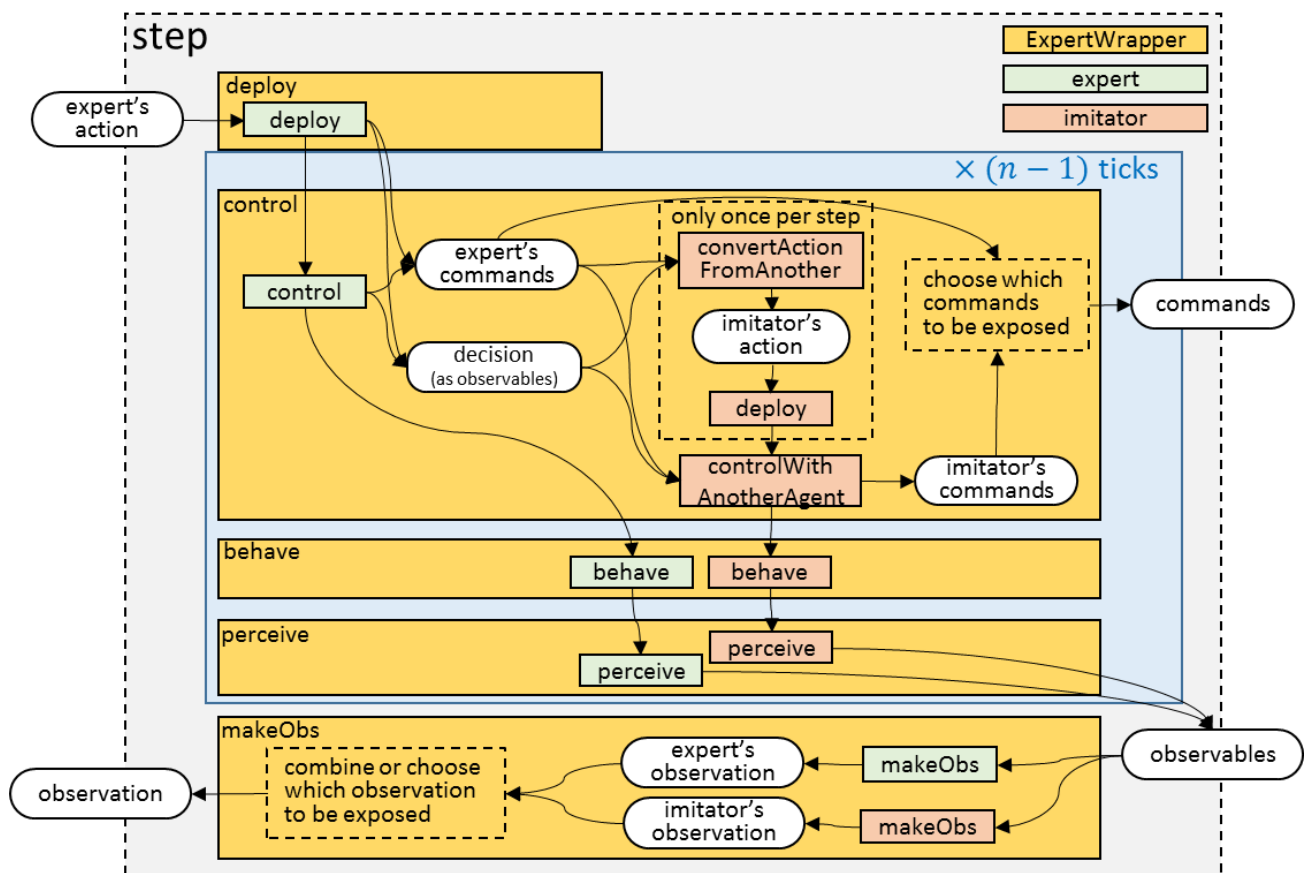 step
ExpertWrapper
expert
imitator
deploy
expert's
action
deploy
× (n − 1) ticks
control
only once per step
convertAction
FromAnother
expert's
commands
control
choose which
commands
to be exposed
commands
imitator's
action
decision
(as observables)
deploy
controlWith
AnotherAgent
imitator's
commands
behave
behave
behave
perceive
perceive
perceive
makeObs
expert's
observation
makeObs
observables
combine or choose
which observation
to be exposed
observation
imitator's
observation
makeObs